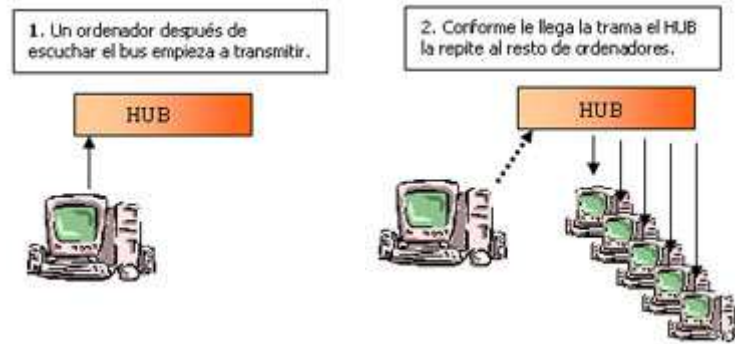 1. Un ordenador después de
escuchar el bus empieza a transmitir.
2. Conforme le llega la trama el HUB
la repite al resto de ordenadores.
HUB
HUB